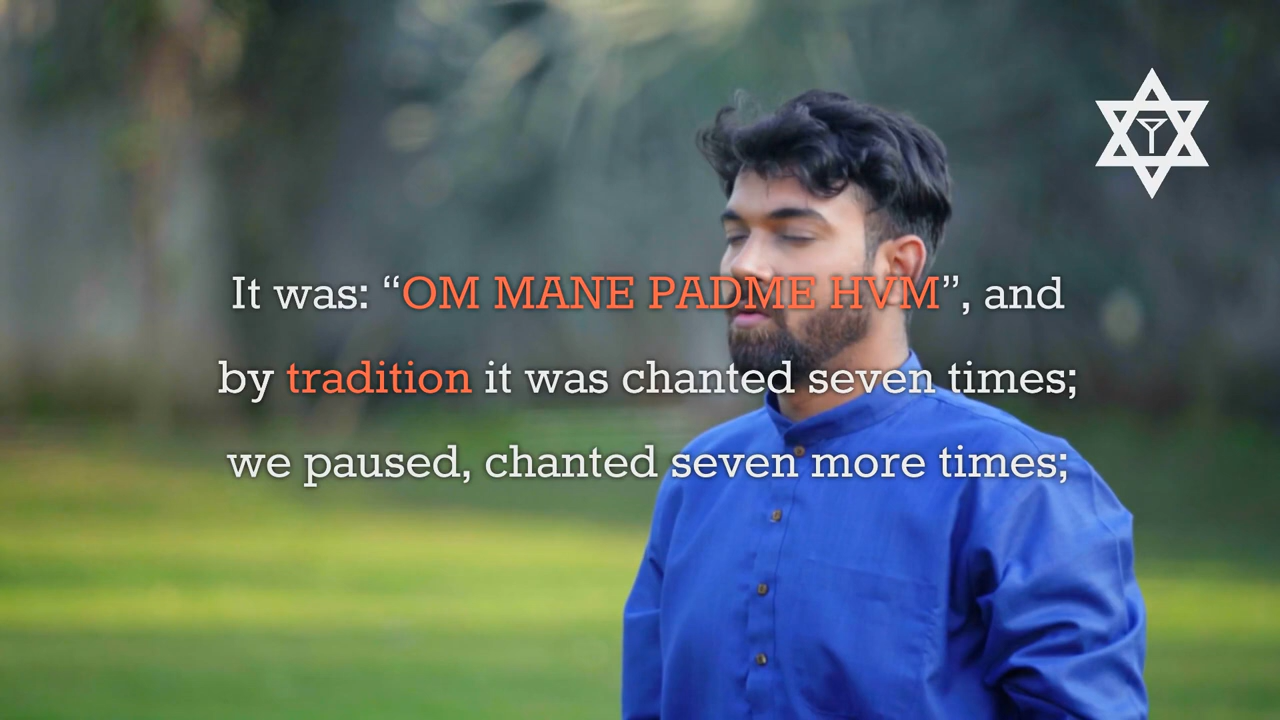 It was: “OM MANE PADME HVM”, and
by tradition it was chanted seven times;
we paused, chanted seven more times;